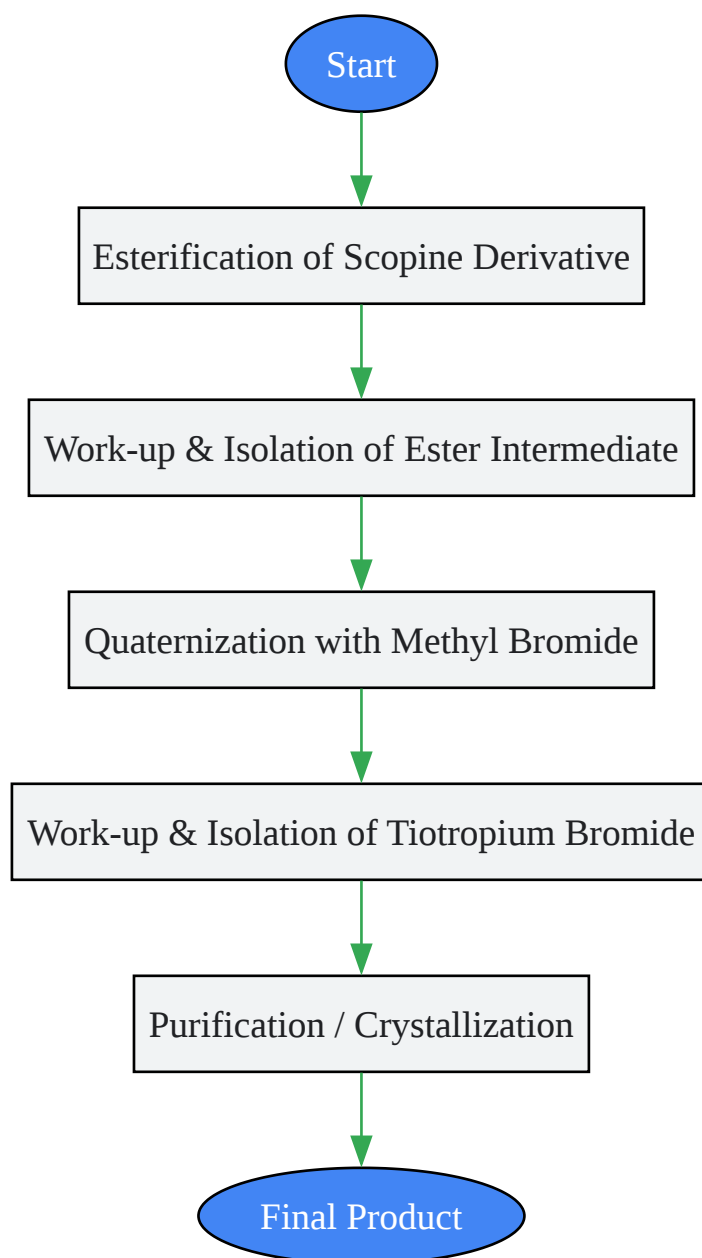 Start
Esterification of Scopine Derivative
Work-up & Isolation of Ester Intermediate
Quaternization with Methyl Bromide
Work-up & Isolation of Tiotropium Bromide
Purification / Crystallization
Final Product